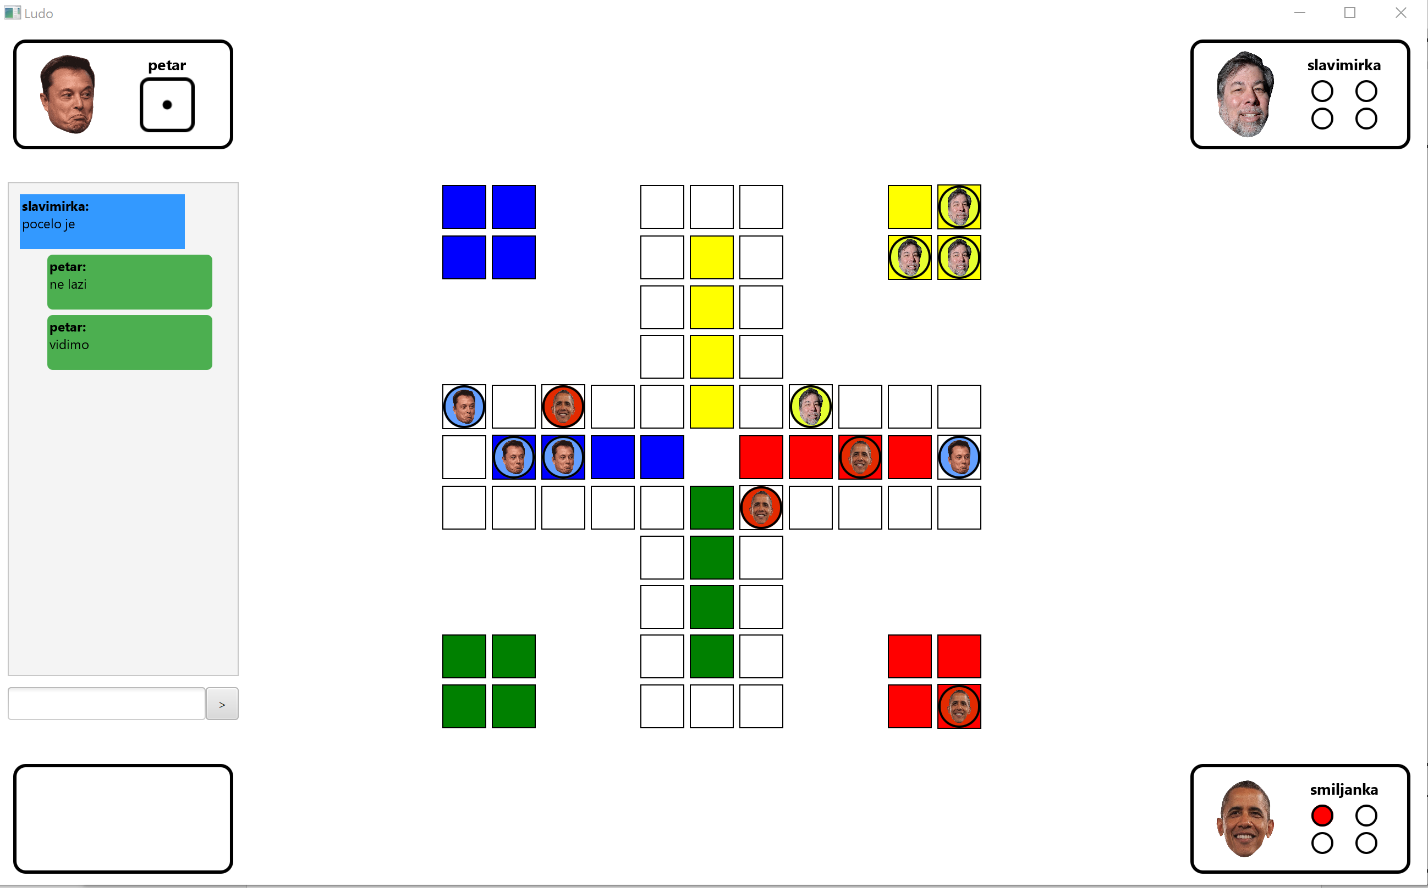 Ludo
petar
slavimirka
slavimirka:
pocelo je
petar:
ne lazi
petar:
vidimo
>
smiljanka